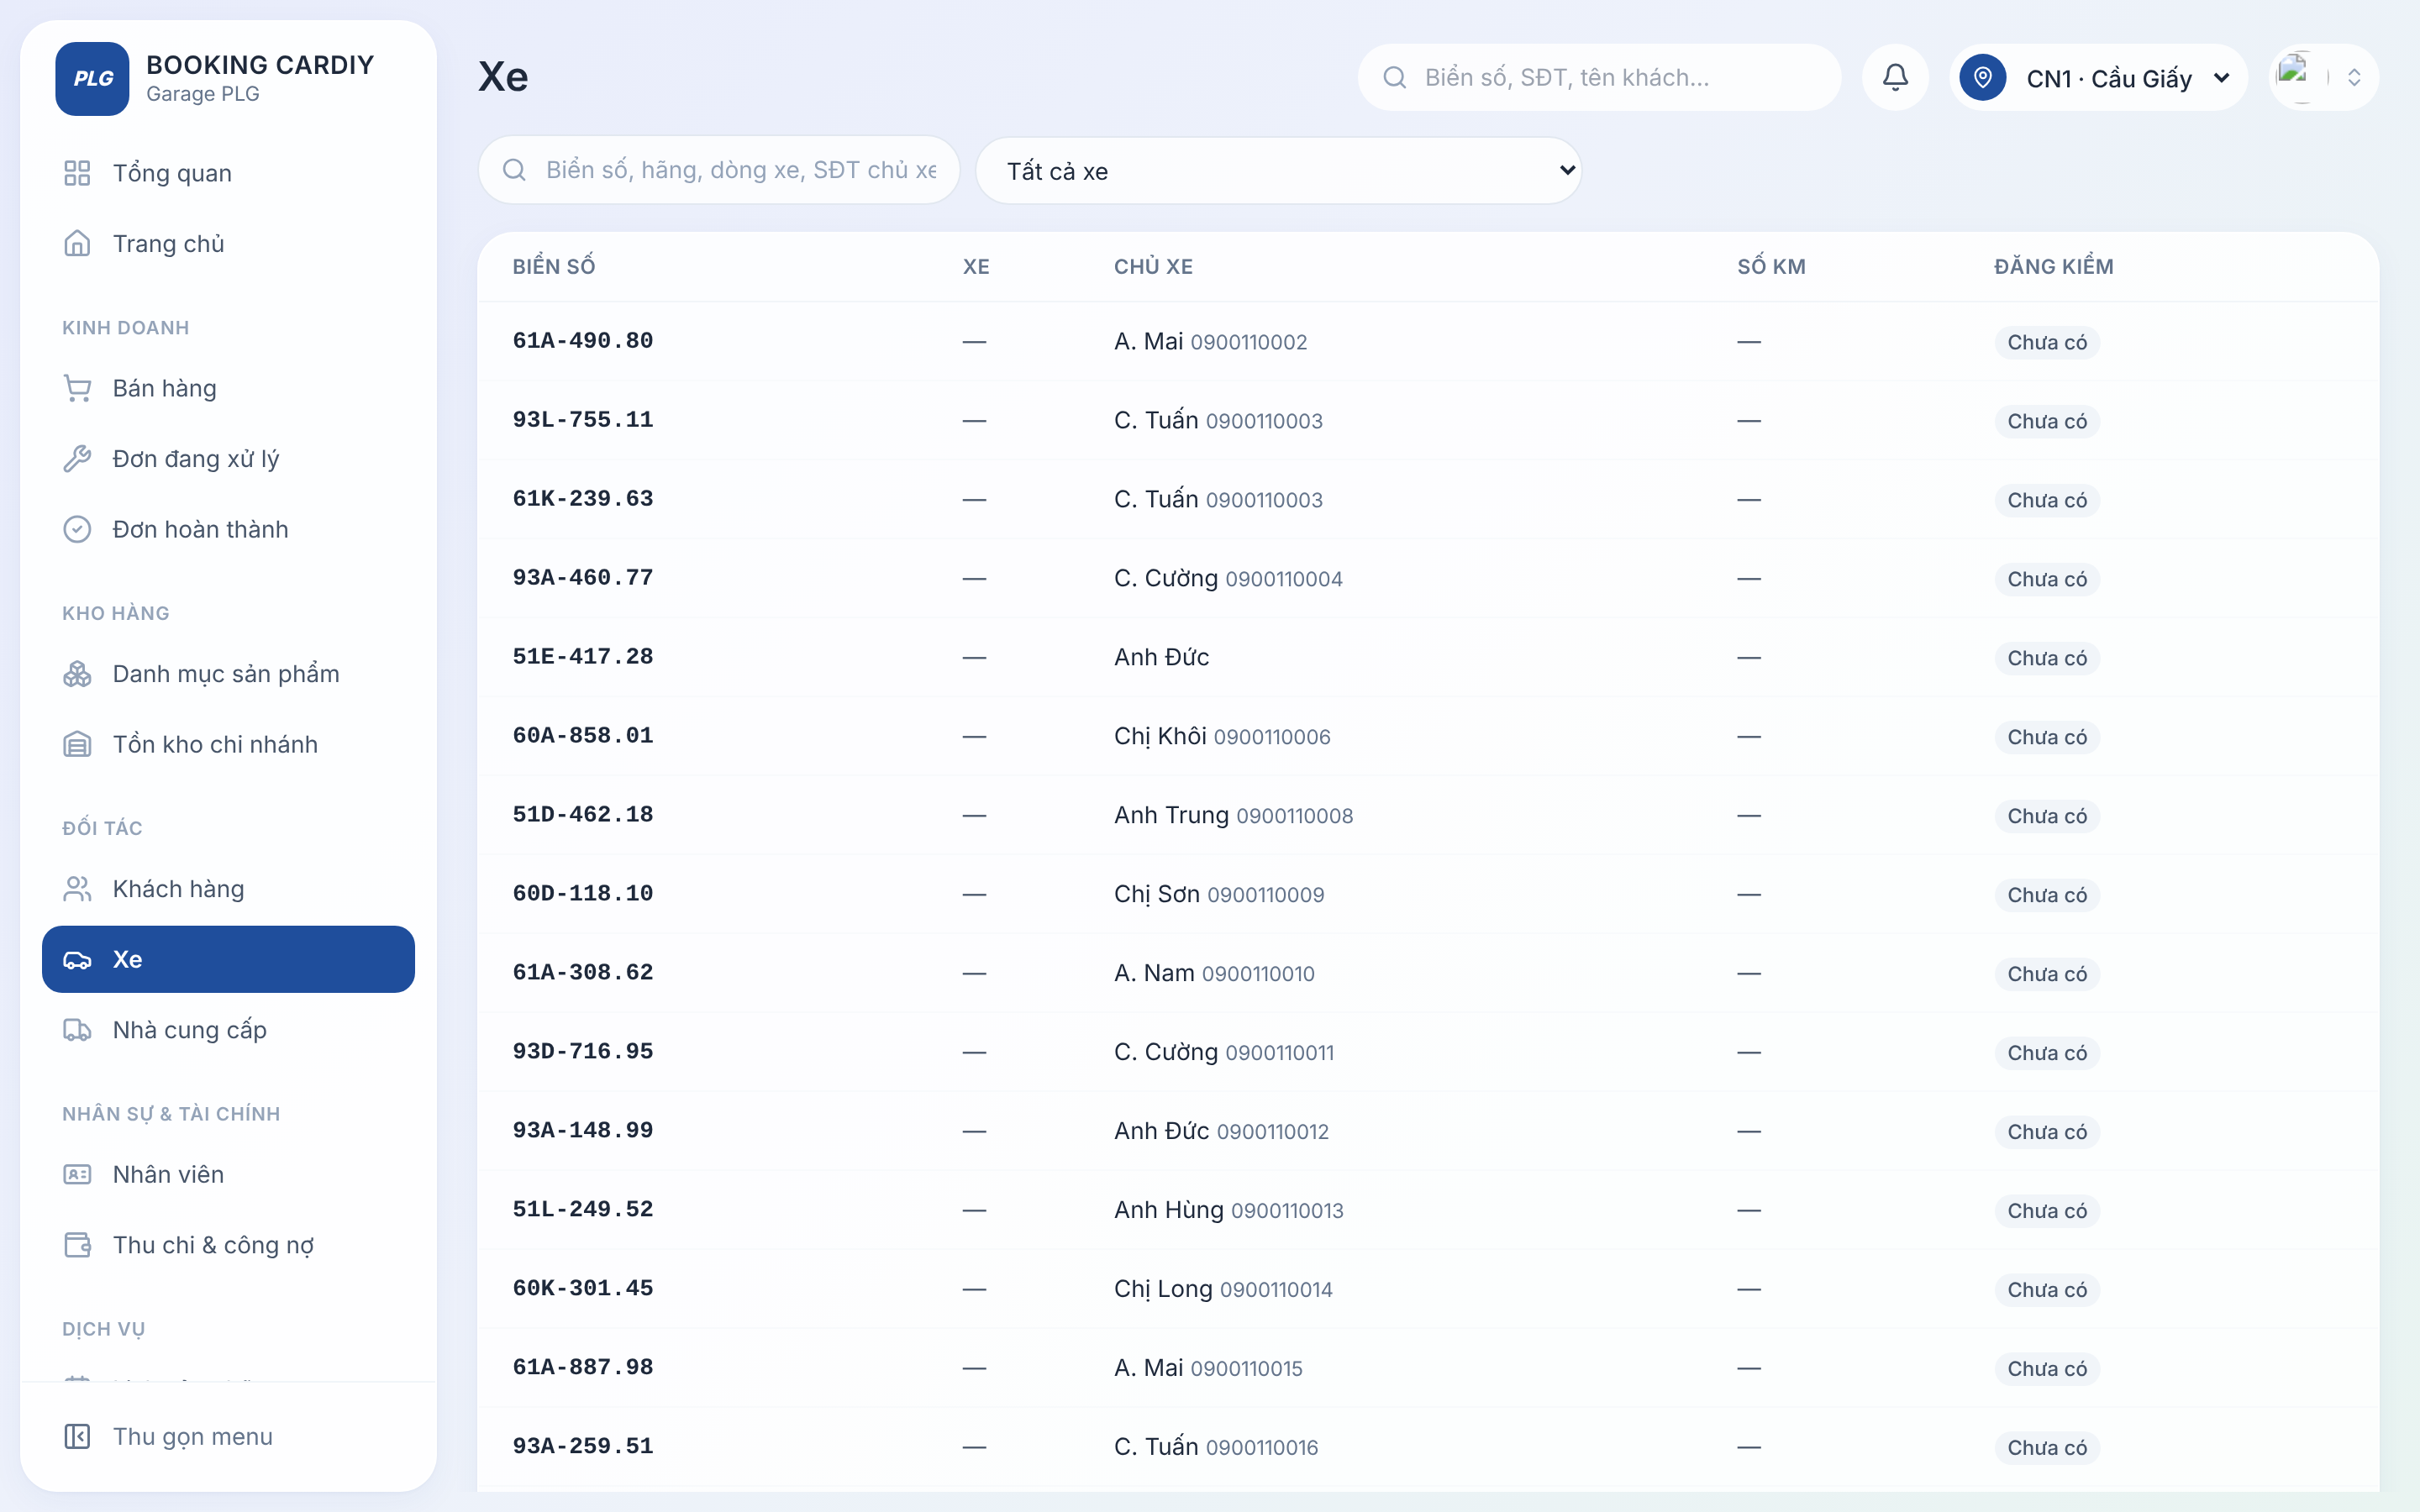 PLG
BOOKING CARDIY
Garage PLG
Tổng quan
Trang chủ
KINH DOANH
Bán hàng
Đơn đang xử lý
Đơn hoàn thành
KHO HÀNG
Danh mục sản phẩm
Tồn kho chi nhánh
ĐỐI TÁC
Khách hàng
Xe
Nhà cung cấp
NHÂN SỰ & TÀI CHÍNH
Nhân viên
Thu chi & công nợ
DỊCH VỤ
Thu gọn menu
Xe
Biển số, SĐT, tên khách...
CN1 · Cầu Giấy
Biển số, hãng, dòng xe, SĐT chủ xe
Tất cả xe
BIỂN SỐ XE CHỦ XE SỐ KM ĐĂNG KIỂM
61A-490.80 — A. Mai 0900110002 — Chưa có
93L-755.11 — C. Tuấn 0900110003 — Chưa có
61K-239.63 — C. Tuấn 0900110003 — Chưa có
93A-460.77 — C. Cường 0900110004 — Chưa có
51E-417.28 — Anh Đức — Chưa có
60A-858.01 — Chị Khôi 0900110006 — Chưa có
51D-462.18 — Anh Trung 0900110008 — Chưa có
60D-118.10 — Chị Sơn 0900110009 — Chưa có
61A-308.62 — A. Nam 0900110010 — Chưa có
93D-716.95 — C. Cường 0900110011 — Chưa có
93A-148.99 — Anh Đức 0900110012 — Chưa có
51L-249.52 — Anh Hùng 0900110013 — Chưa có
60K-301.45 — Chị Long 0900110014 — Chưa có
61A-887.98 — A. Mai 0900110015 — Chưa có
93A-259.51 — C. Tuấn 0900110016 — Chưa có